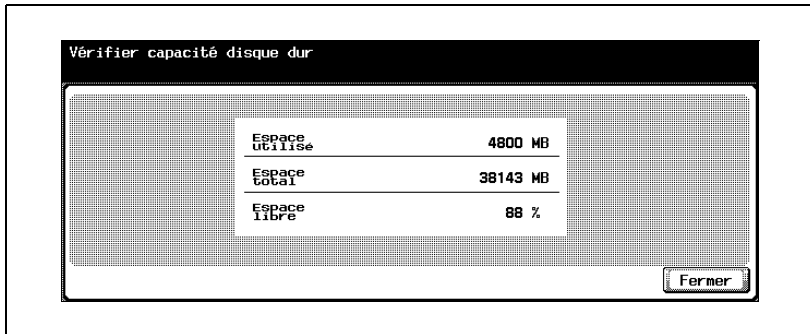 Vérifier capacité disque dur
Espace
utilisé 4800 MB
Espace
total 38143 MB
Espace
libre 88 %
Fermer